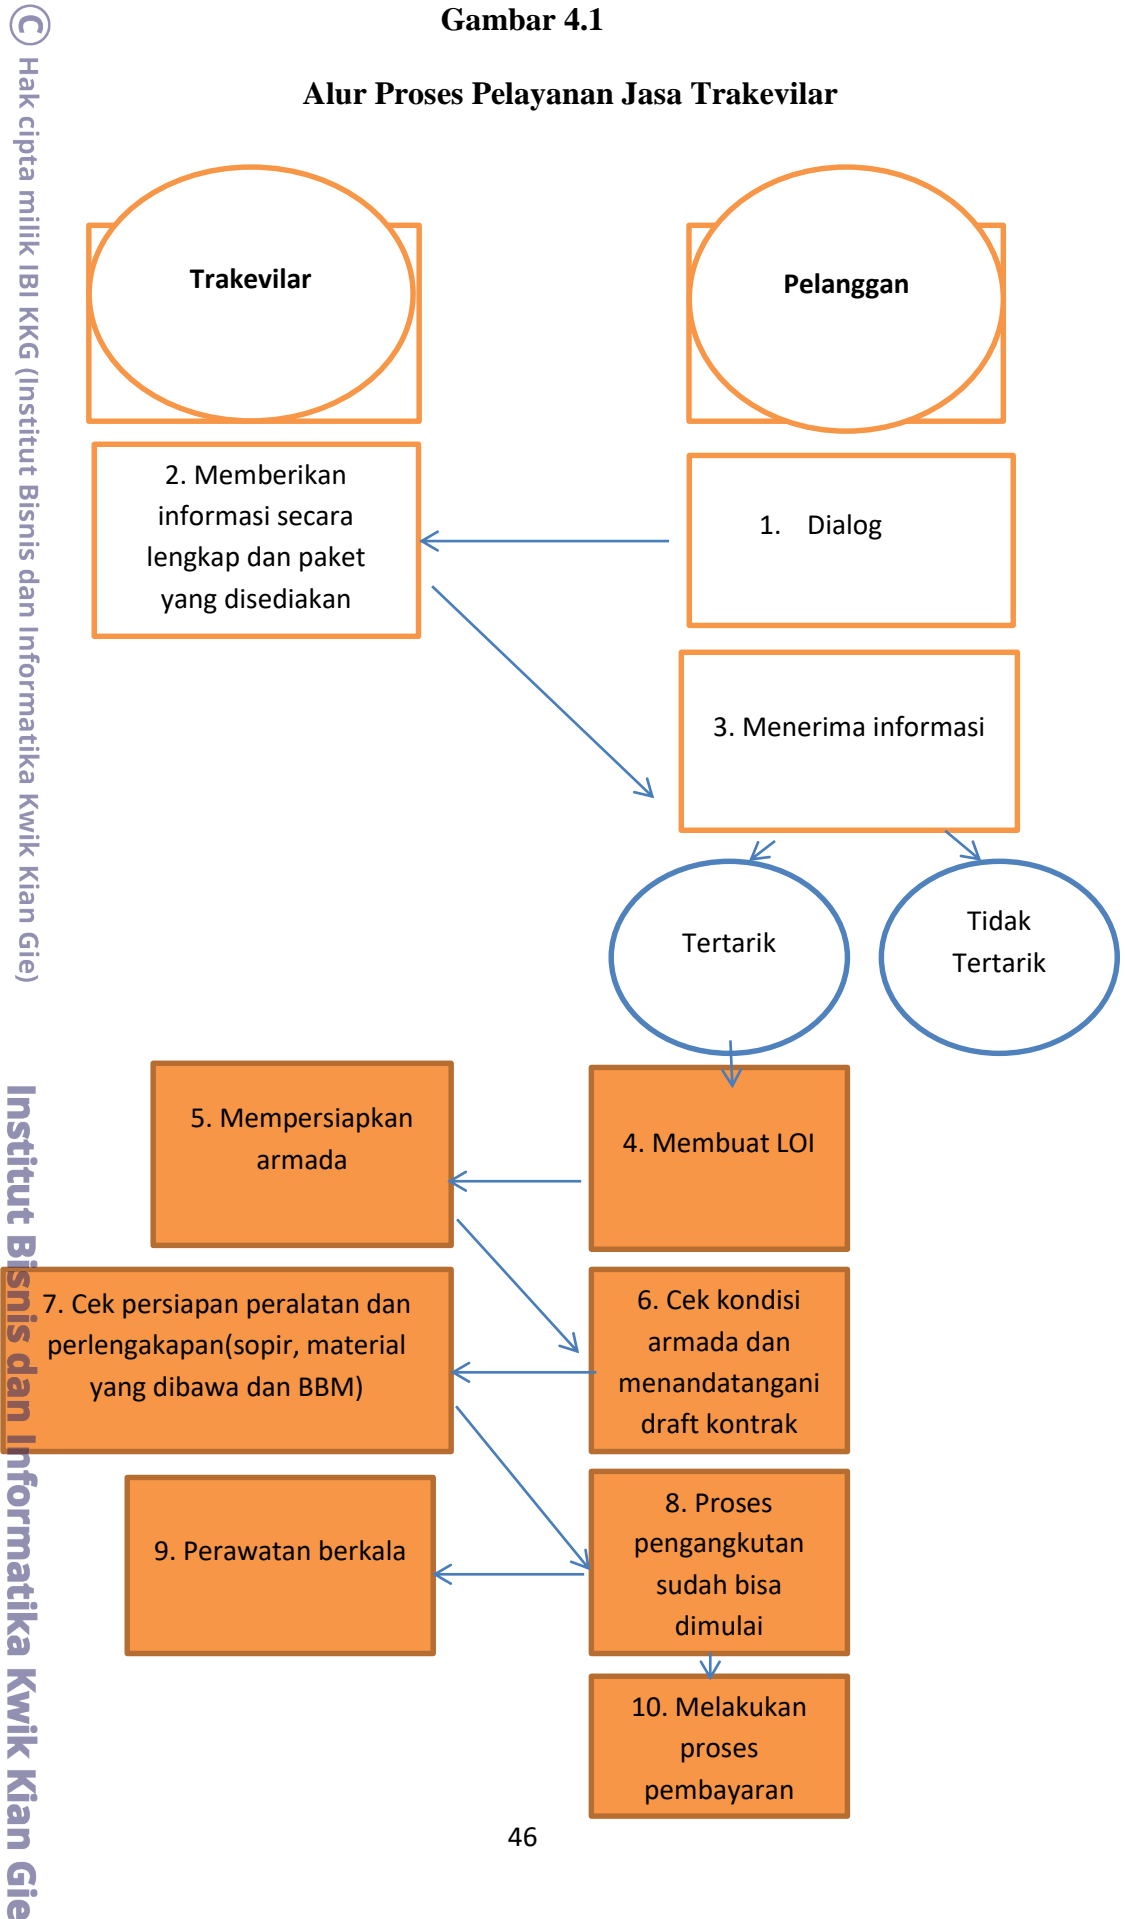 Gambar 4.1
Alur Proses Pelayanan Jasa Trakevilar
© Hak cipta milik IBI KKG (Institut Bisnis dan Informatika Kwik Kian Gie)
Institut Bisnis dan Informatika Kwik Kian Gie
Trakevilar
Pelanggan
1. Dialog
2. Memberikan
informasi secara
lengkap dan paket
yang disediakan
3. Menerima informasi
Tertarik
Tidak
Tertarik
4. Membuat LOI
5. Mempersiapkan
armada
6. Cek kondisi
armada dan
menandatangani
draft kontrak
7. Cek persiapan peralatan dan
perlengakapan(sopir, material
yang dibawa dan BBM)
8. Proses
pengangkutan
sudah bisa
dimulai
9. Perawatan berkala
10. Melakukan
proses
pembayaran
46